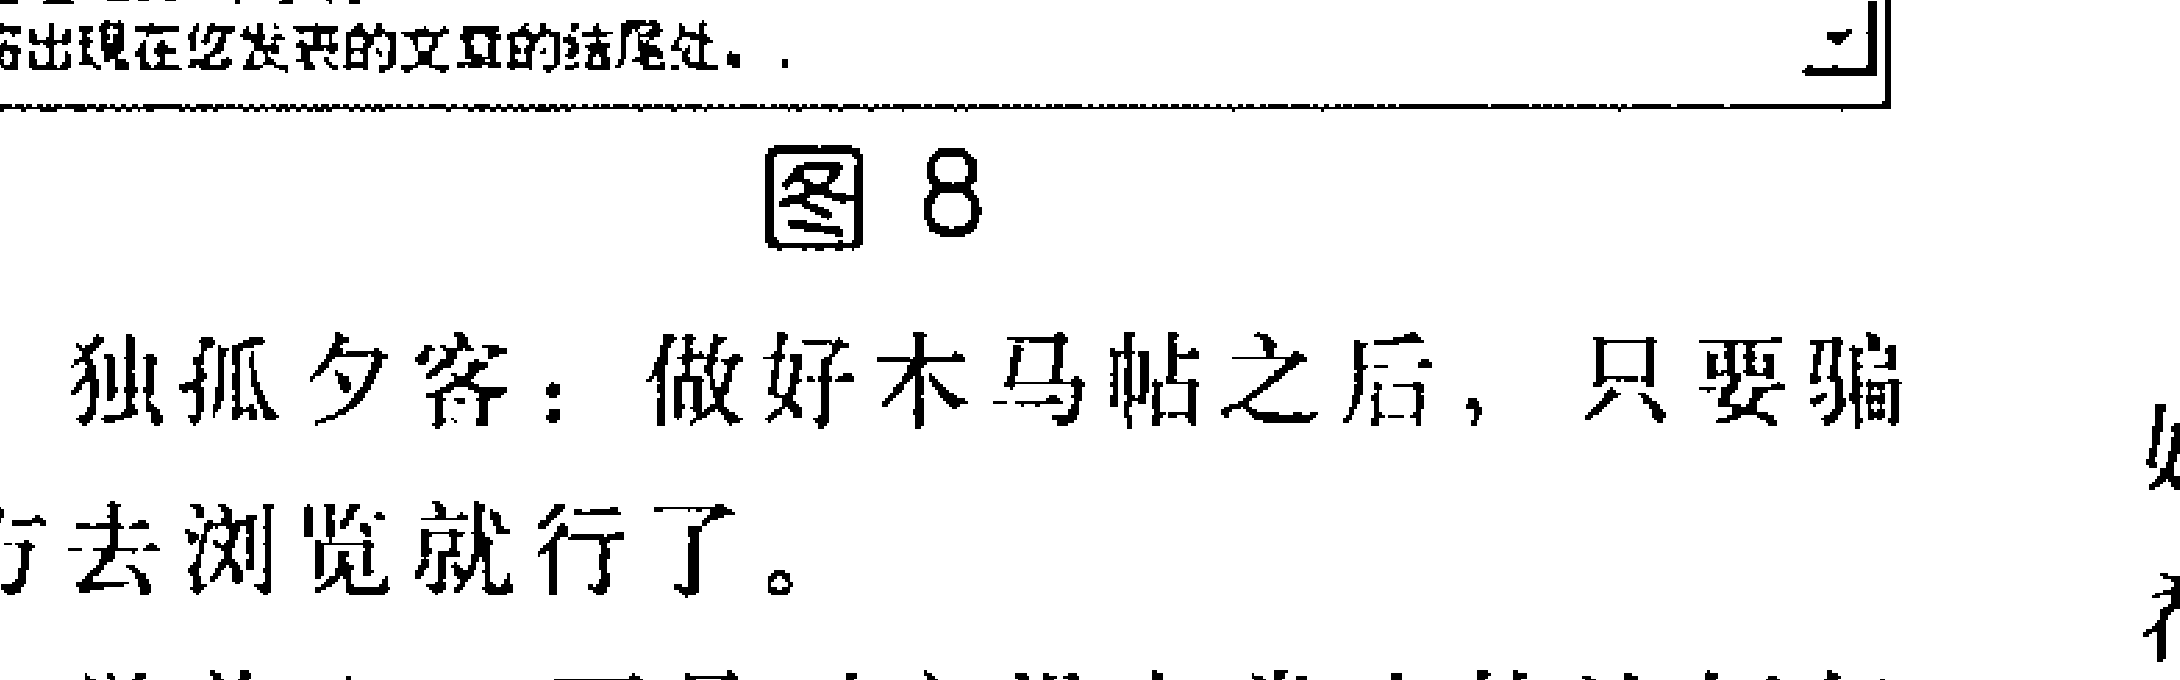 出现在您发表的文章的结尾处。.
图 8
独孤夕客：做好木马帖之后，只要骗
方去浏览就行了。